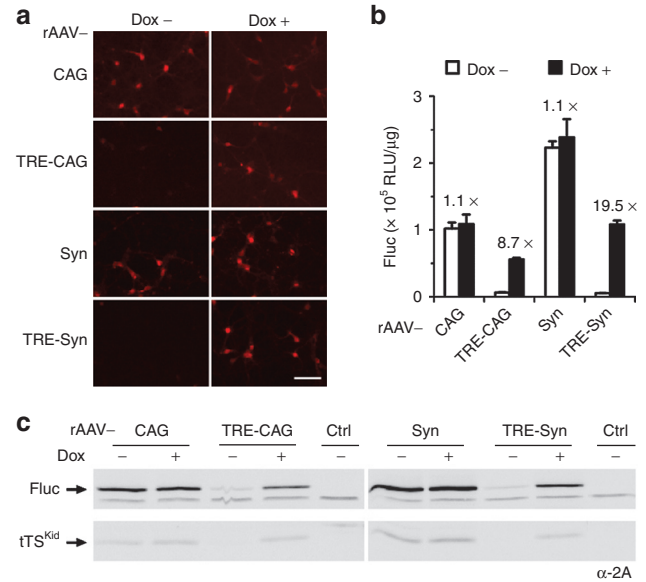 a
Dox – Dox +
rAAV–
CAG
TRE-CAG
Syn
TRE-Syn
b
Dox – Dox +
Fluc (× 10⁵ RLU/μg)
3
2
1
0
1.1 ×
8.7 ×
1.1 ×
19.5 ×
rAAV– CAG TRE-CAG Syn TRE-Syn
c
rAAV– CAG TRE-CAG Ctrl Syn TRE-Syn Ctrl
Dox – + – + – – + – + –
Fluc
tTSᴷⁱᵈ
α-2A